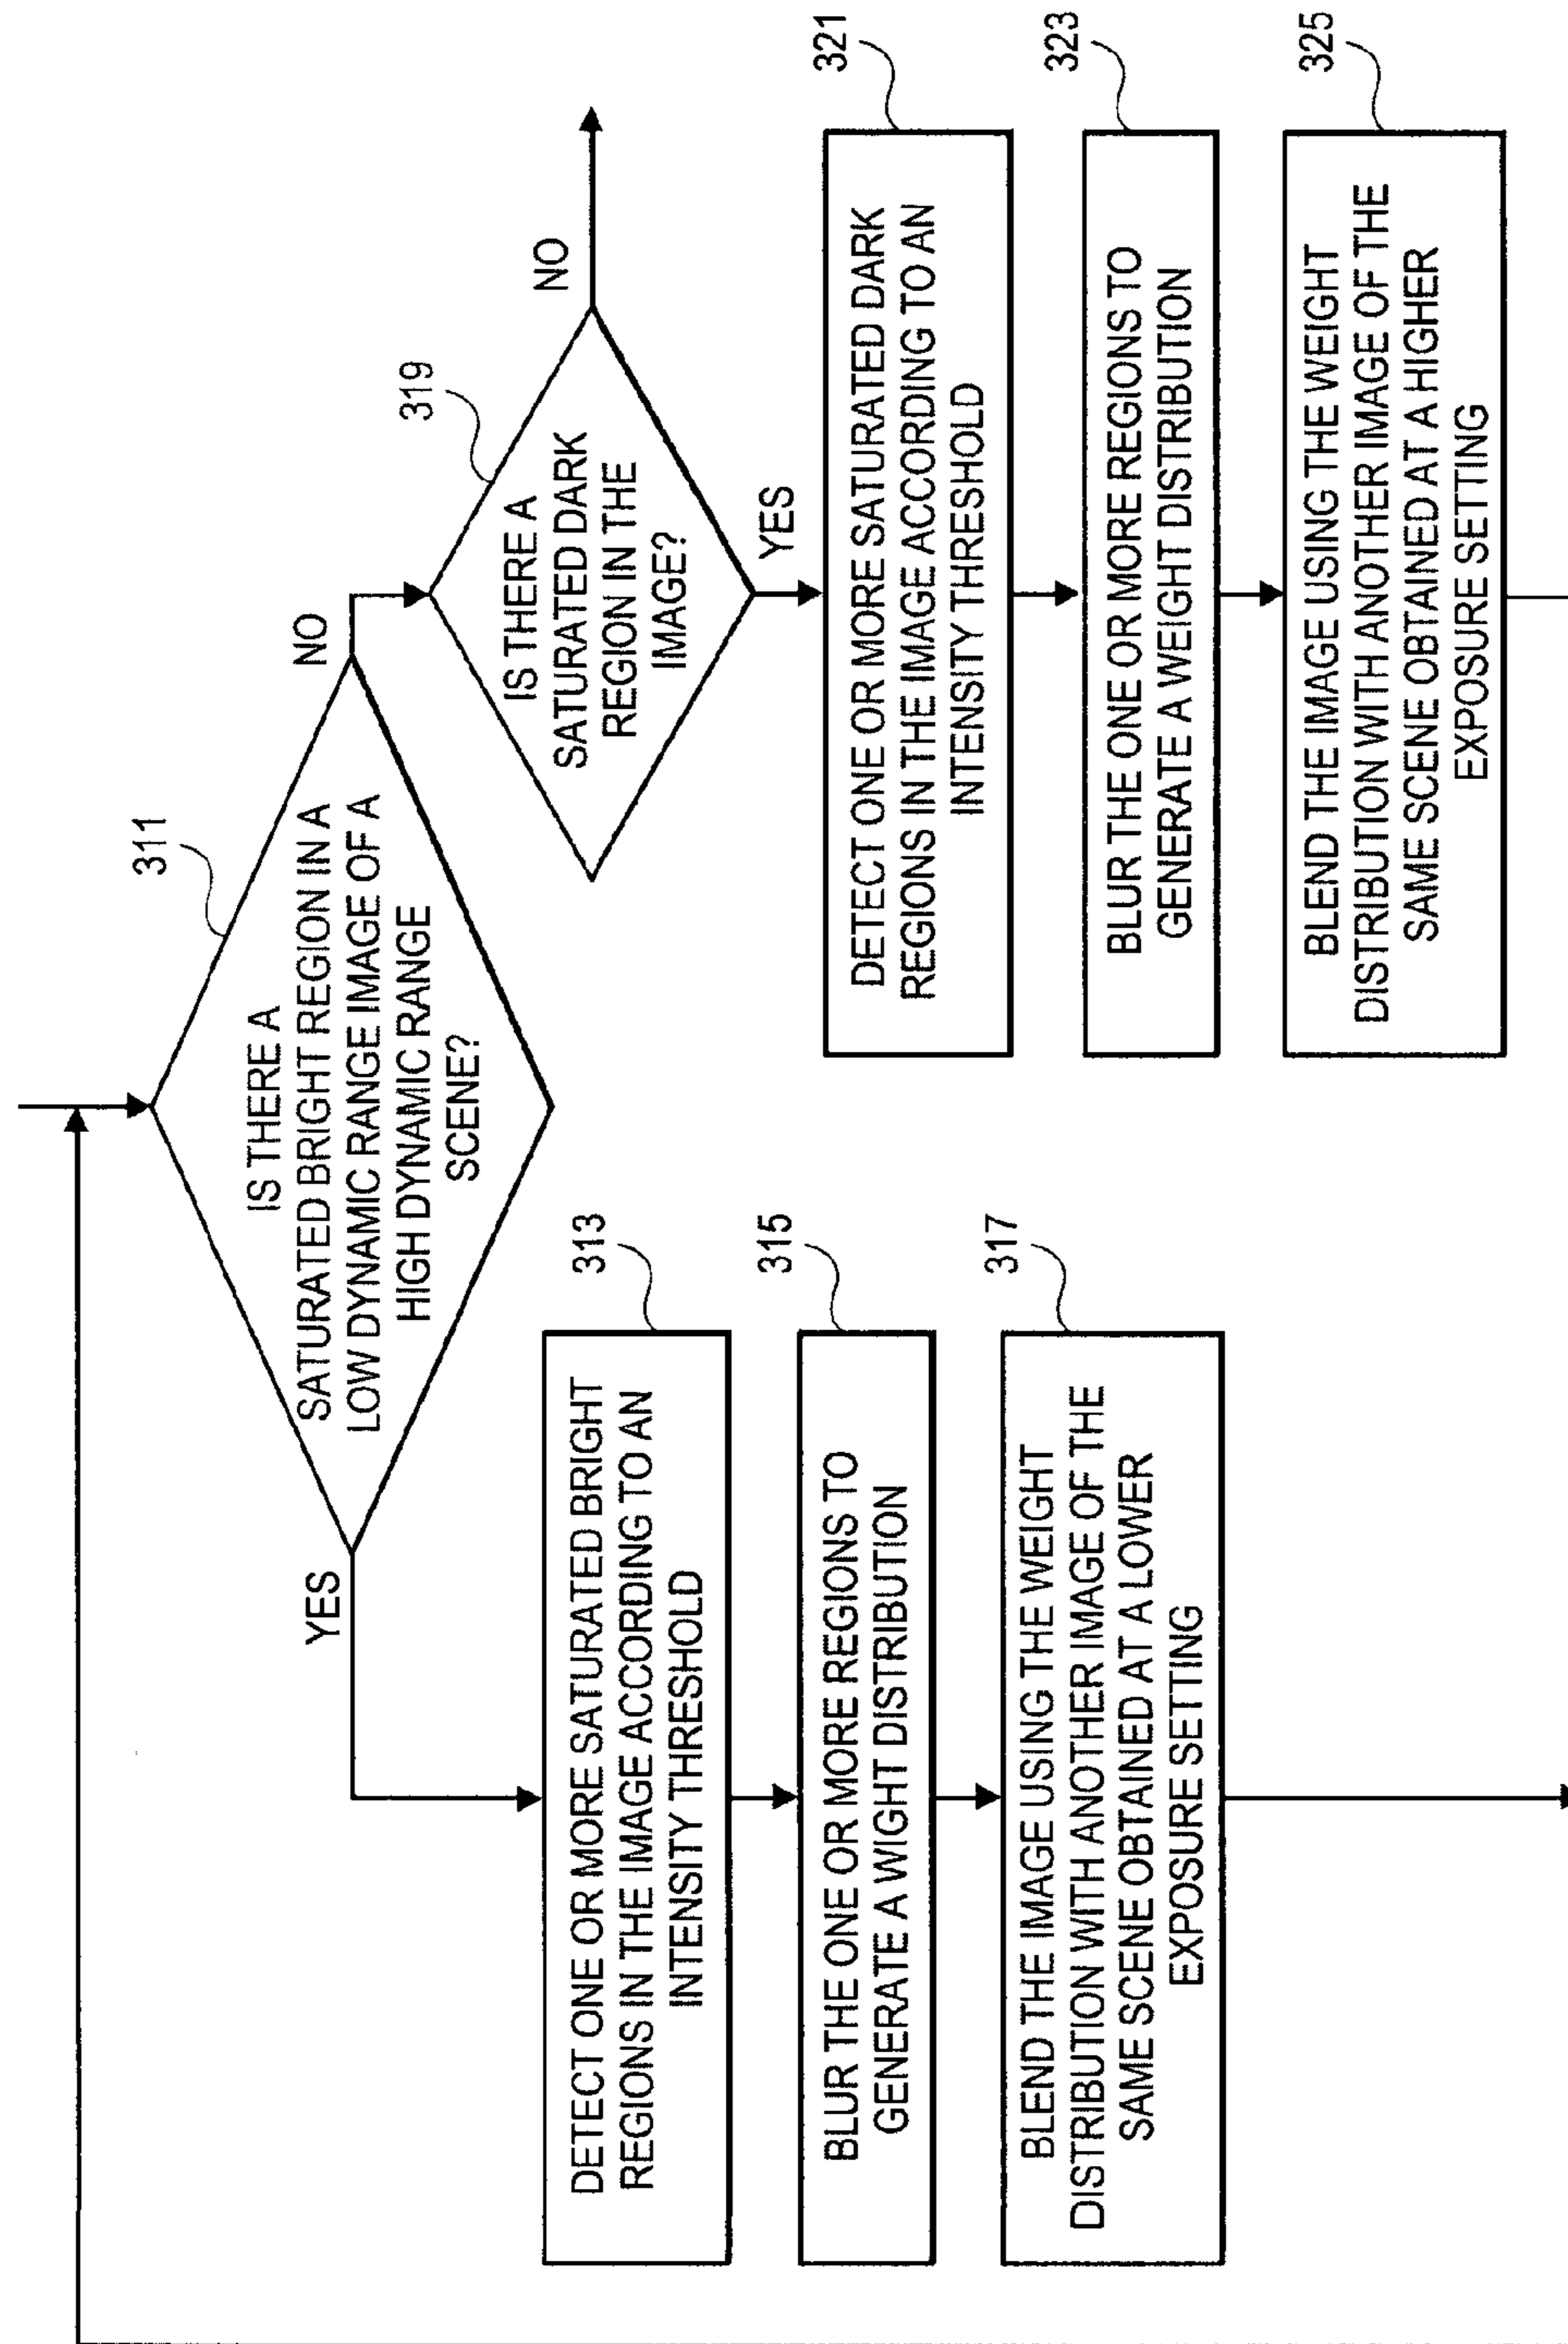 311
IS THERE A
SATURATED BRIGHT REGION IN A
LOW DYNAMIC RANGE IMAGE OF A
HIGH DYNAMIC RANGE
SCENE?
YES
NO
313
DETECT ONE OR MORE SATURATED BRIGHT
REGIONS IN THE IMAGE ACCORDING TO AN
INTENSITY THRESHOLD
315
BLUR THE ONE OR MORE REGIONS TO
GENERATE A WIGHT DISTRIBUTION
317
BLEND THE IMAGE USING THE WEIGHT
DISTRIBUTION WITH ANOTHER IMAGE OF THE
SAME SCENE OBTAINED AT A LOWER
EXPOSURE SETTING
319
IS THERE A
SATURATED DARK
REGION IN THE
IMAGE?
NO
YES
321
DETECT ONE OR MORE SATURATED DARK
REGIONS IN THE IMAGE ACCORDING TO AN
INTENSITY THRESHOLD
323
BLUR THE ONE OR MORE REGIONS TO
GENERATE A WEIGHT DISTRIBUTION
325
BLEND THE IMAGE USING THE WEIGHT
DISTRIBUTION WITH ANOTHER IMAGE OF THE
SAME SCENE OBTAINED AT A HIGHER
EXPOSURE SETTING